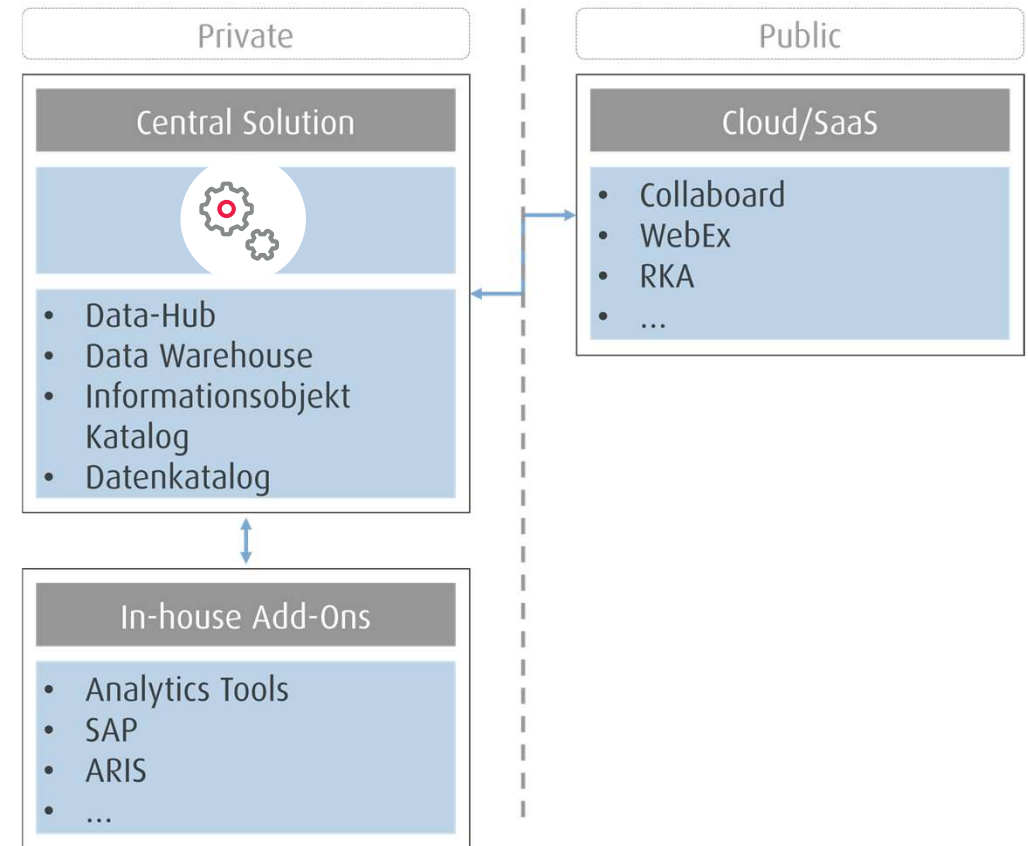 Private
Central Solution
• Data-Hub
• Data Warehouse
• Informationsobjekt
Katalog
• Datenkatalog
In-house Add-Ons
• Analytics Tools
• SAP
• ARIS
• ...
Public
Cloud/SaaS
• Collaboard
• WebEx
• RKA
• ...